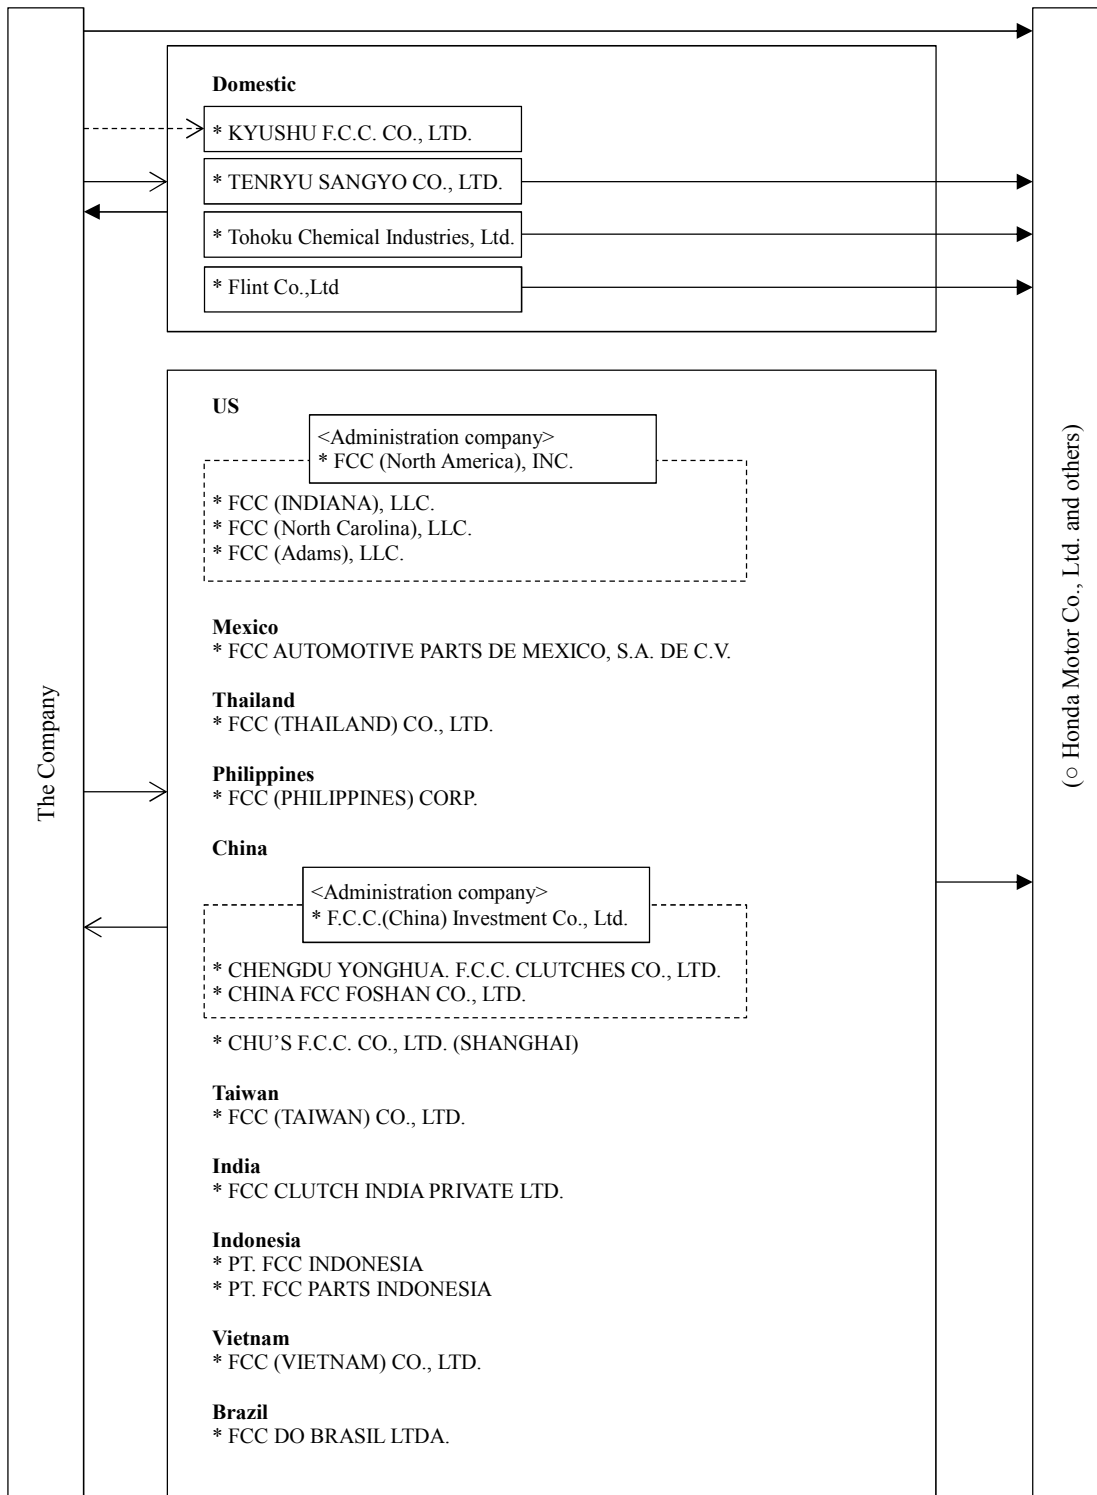 Domestic
* KYUSHU F.C.C. CO., LTD.
* TENRYU SANGYO CO., LTD.
* Tohoku Chemical Industries, Ltd.
* Flint Co.,Ltd
US
<Administration company>
* FCC (North America), INC.
* FCC (INDIANA), LLC.
* FCC (North Carolina), LLC.
* FCC (Adams), LLC.
Mexico
* FCC AUTOMOTIVE PARTS DE MEXICO, S.A. DE C.V.
Thailand
* FCC (THAILAND) CO., LTD.
Philippines
* FCC (PHILIPPINES) CORP.
China
<Administration company>
* F.C.C.(China) Investment Co., Ltd.
* CHENGDU YONGHUA. F.C.C. CLUTCHES CO., LTD.
* CHINA FCC FOSHAN CO., LTD.
* CHU’S F.C.C. CO., LTD. (SHANGHAI)
Taiwan
* FCC (TAIWAN) CO., LTD.
India
* FCC CLUTCH INDIA PRIVATE LTD.
Indonesia
* PT. FCC INDONESIA
* PT. FCC PARTS INDONESIA
Vietnam
* FCC (VIETNAM) CO., LTD.
Brazil
* FCC DO BRASIL LTDA.
The Company
(○ Honda Motor Co., Ltd. and others)